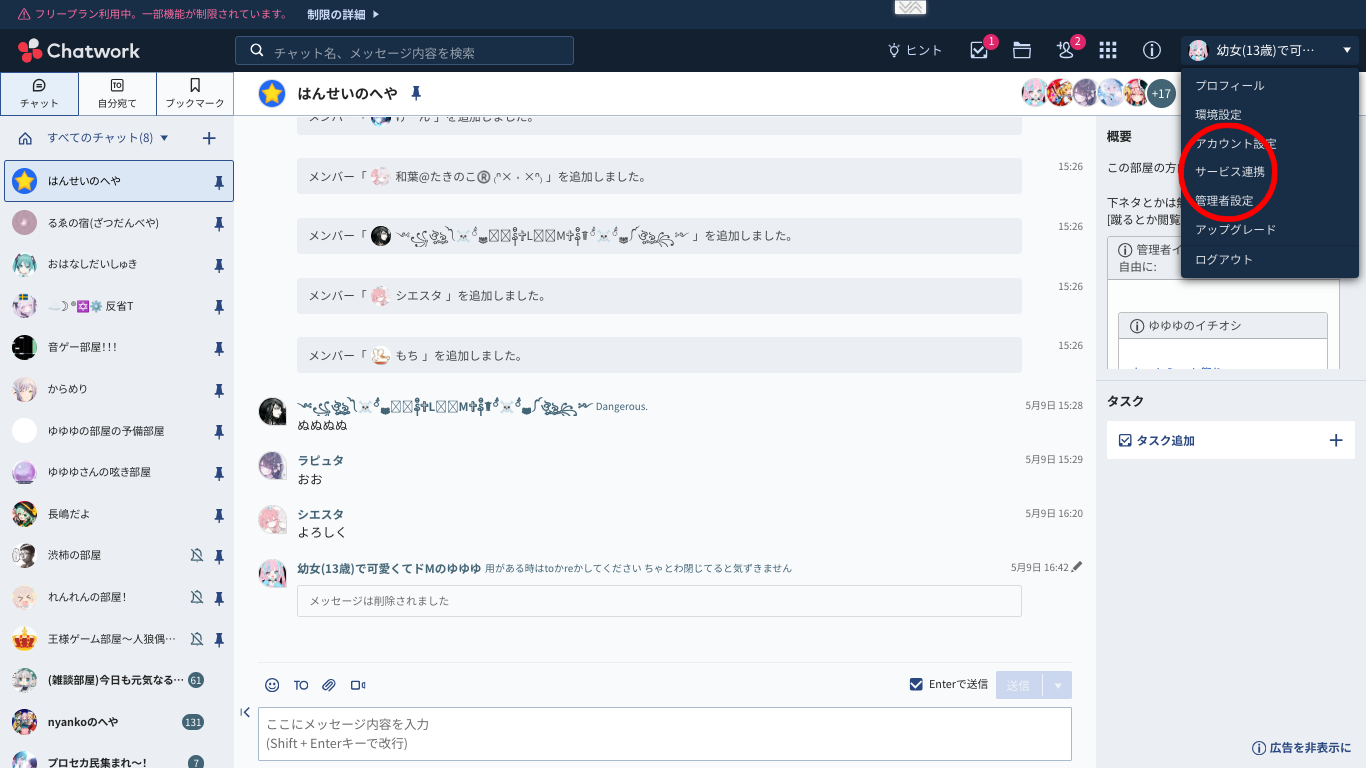 フリープラン利用中。一部機能が制限されています。 制限の詳細
Chatwork
チャット名、メッセージ内容を検索
ヒント
1
2
幼女(13歳)で可…
チャット
自分宛て
ブックマーク
はんせいのへや
+17
プロフィール
環境設定
アカウント設定
サービス連携
管理者設定
アップグレード
ログアウト
すべてのチャット(8)
はんせいのへや
るゑの宿(ざつだんべや)
おはなしだいしゅき
反省T
音ゲー部屋!!!
からめり
ゆゆゆの部屋の予備部屋
ゆゆゆさんの呟き部屋
長嶋だよ
渋柿の部屋
れんれんの部屋!
王様ゲーム部屋〜人狼偶…
(雑談部屋)今日も元気なる… 61
nyankoのへや 131
プロセカ民集まれ〜! 7
」を追加しました。
メンバー「 和葉@たきのこ 」を追加しました。 15:26
メンバー「 」を追加しました。 15:26
メンバー「 シエスタ 」を追加しました。 15:26
メンバー「 もち 」を追加しました。 15:26
Dangerous. 5月9日 15:28
ぬぬぬぬ
ラピュタ 5月9日 15:29
おお
シエスタ 5月9日 16:20
よろしく
幼女(13歳)で可愛くてドMのゆゆゆ 用がある時はtoかreかしてください ちゃとわ閉じてると気ずきません 5月9日 16:42
メッセージは削除されました
TO
Enterで送信
送信
ここにメッセージ内容を入力
(Shift + Enterキーで改行)
概要
この部屋の方
下ネタとかは
[蹴るとか閲覧
管理者イ
自由に:
ゆゆゆのイチオシ
タスク
タスク追加
広告を非表示に